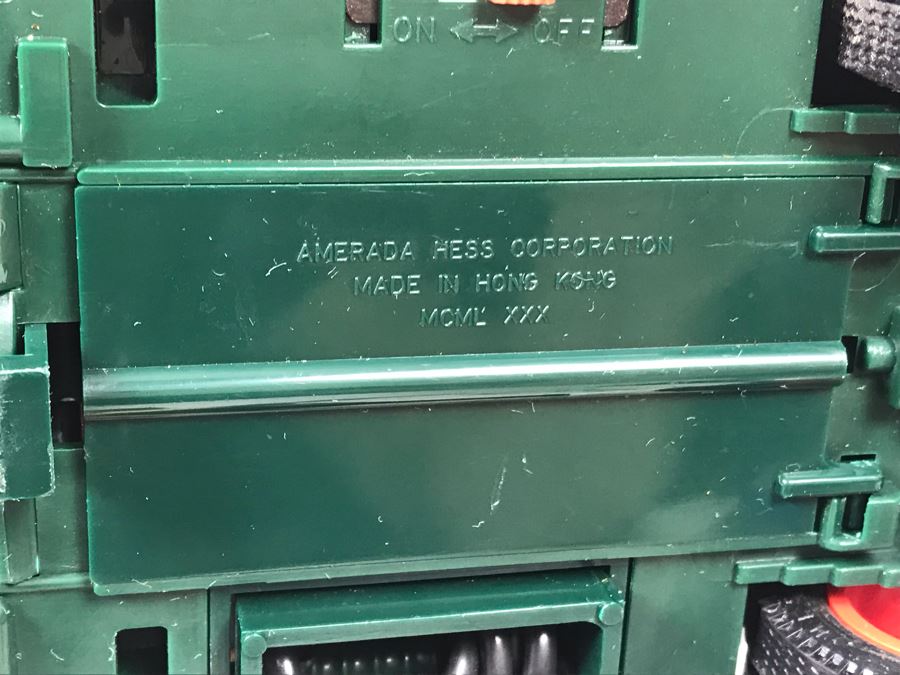 ON ⟷ OFF
AMERADA HESS CORPORATION
MADE IN HONG KONG
MCML XXX